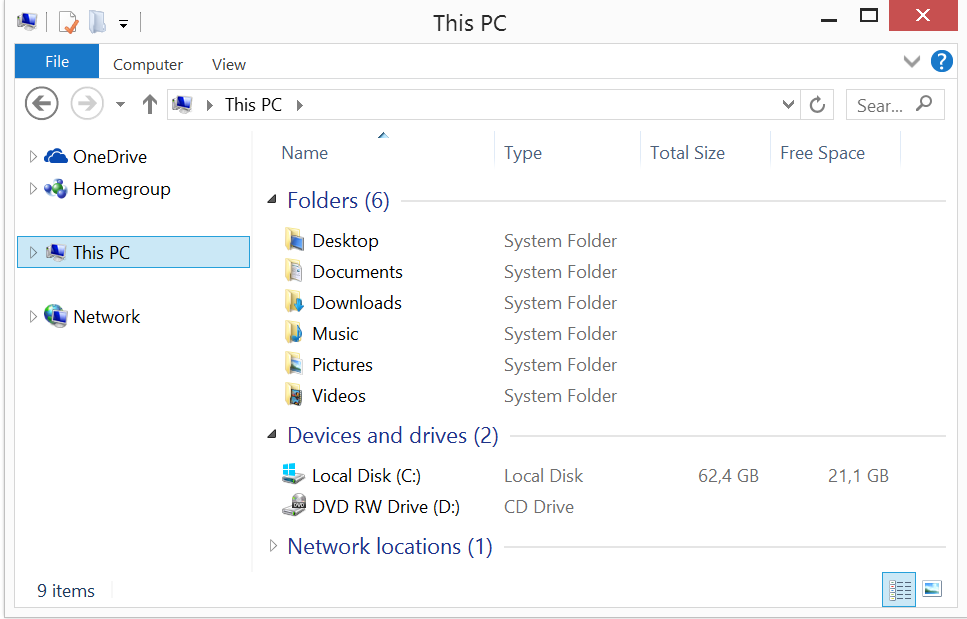 This PC
File Computer View
This PC Sear...
Name Type Total Size Free Space
OneDrive
Homegroup
This PC
Network
Folders (6)
Desktop System Folder
Documents System Folder
Downloads System Folder
Music System Folder
Pictures System Folder
Videos System Folder
Devices and drives (2)
Local Disk (C:) Local Disk 62,4 GB 21,1 GB
DVD RW Drive (D:) CD Drive
Network locations (1)
9 items